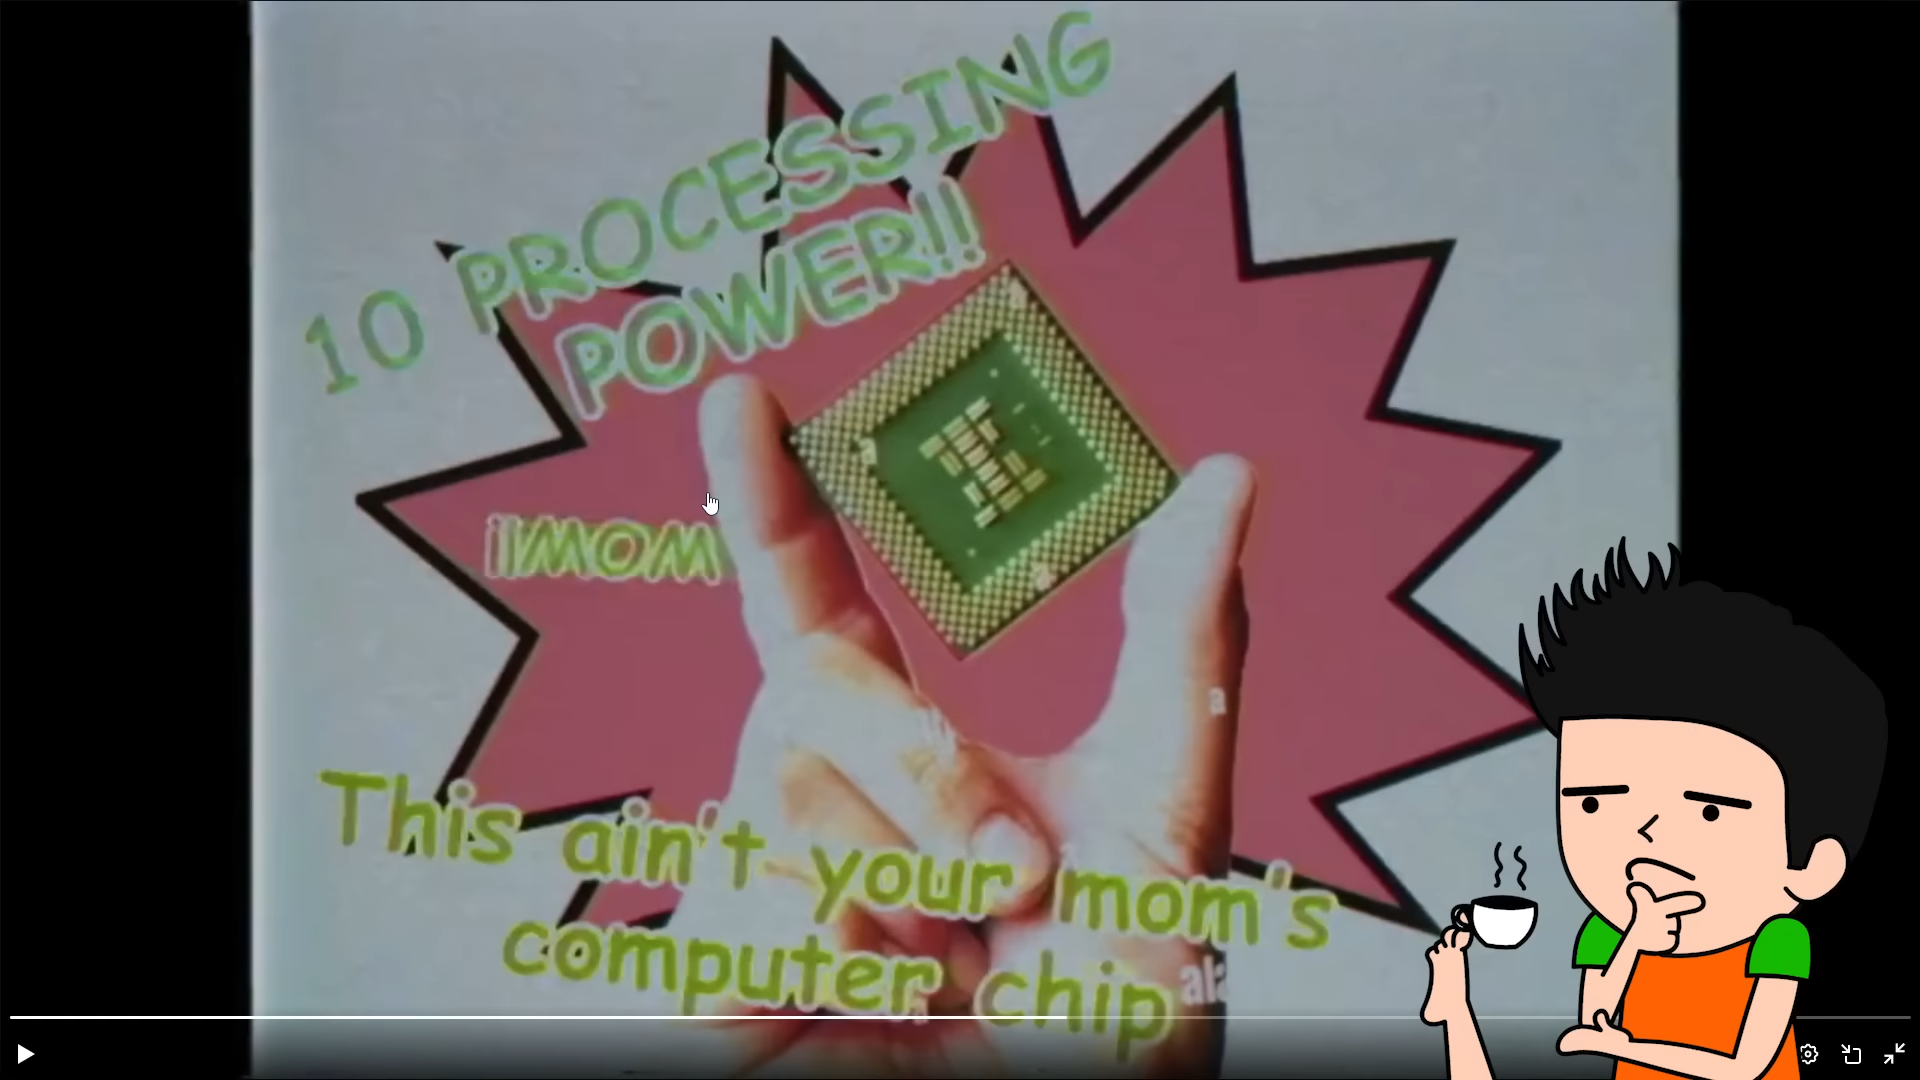 10 PROCESSING
POWER!!
MOM!!
This ain't your mom's
computer chip
a
a